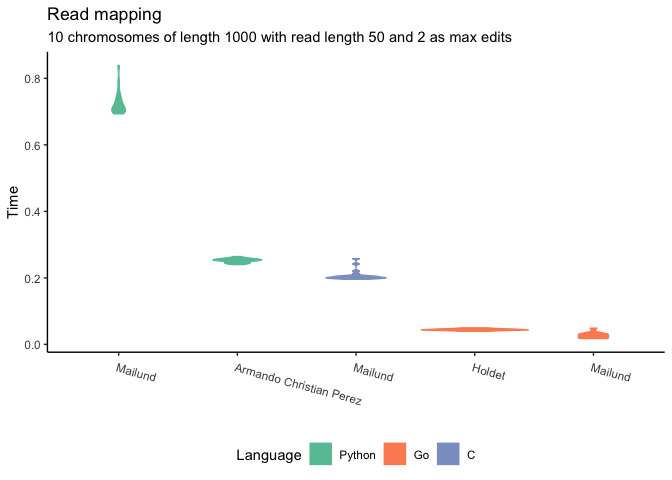 Read mapping
10 chromosomes of length 1000 with read length 50 and 2 as max edits
Time
0.8
0.6
0.4
0.2
0.0
Mailund
Armando Christian Perez
Mailund
Holdet
Mailund
Language Python Go C